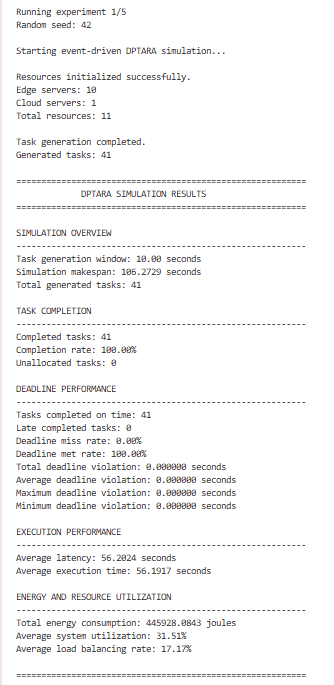 Running experiment 1/5
Random seed: 42
Starting event-driven DPTARA simulation...
Resources initialized successfully.
Edge servers: 10
Cloud servers: 1
Total resources: 11
Task generation completed.
Generated tasks: 41
============================================================
DPTARA SIMULATION RESULTS
============================================================
SIMULATION OVERVIEW
------------------------------------------------------------
Task generation window: 10.00 seconds
Simulation makespan: 106.2729 seconds
Total generated tasks: 41
TASK COMPLETION
------------------------------------------------------------
Completed tasks: 41
Completion rate: 100.00%
Unallocated tasks: 0
DEADLINE PERFORMANCE
------------------------------------------------------------
Tasks completed on time: 41
Late completed tasks: 0
Deadline miss rate: 0.00%
Deadline met rate: 100.00%
Total deadline violation: 0.000000 seconds
Average deadline violation: 0.000000 seconds
Maximum deadline violation: 0.000000 seconds
Minimum deadline violation: 0.000000 seconds
EXECUTION PERFORMANCE
------------------------------------------------------------
Average latency: 56.2024 seconds
Average execution time: 56.1917 seconds
ENERGY AND RESOURCE UTILIZATION
------------------------------------------------------------
Total energy consumption: 445928.0843 joules
Average system utilization: 31.51%
Average load balancing rate: 17.17%
============================================================